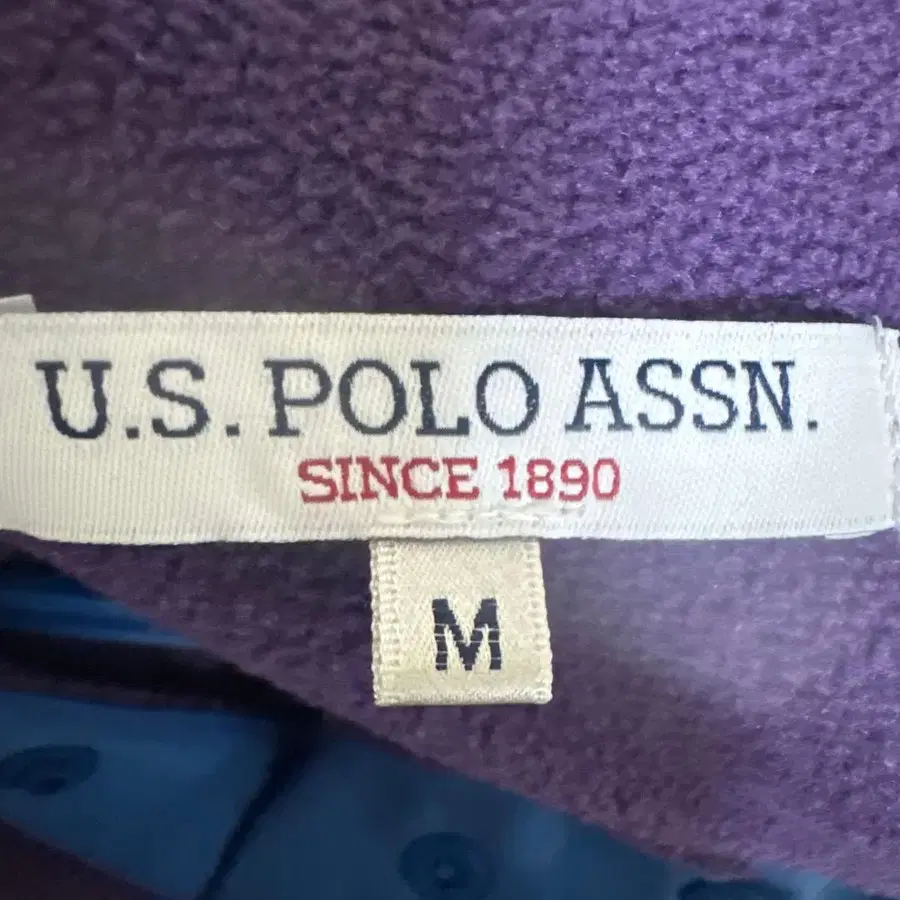 U.S. POLO ASSN.
SINCE 1890
M